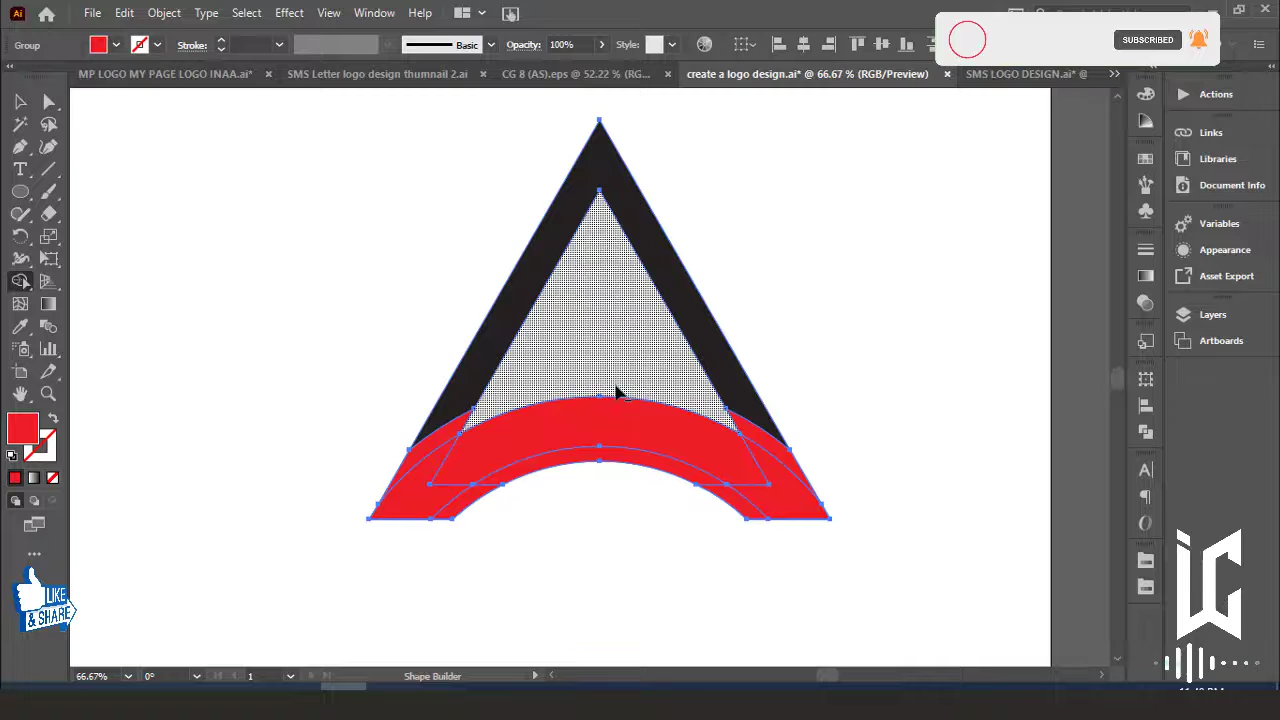 Ai File Edit Object Type Select Effect View Window Help
SUBSCRIBED
Group Stroke: Basic Opacity: 100% Style:
MP LOGO MY PAGE LOGO INAA.ai* × SMS Letter logo design thumnail 2.ai × CG 8 (AS).eps @ 52.22 % (RG... × create a logo design.ai* @ 66.67 % (RGB/Preview) × SMS LOGO DESIGN.ai* @
Actions
Links
Libraries
Document Info
Variables
Appearance
Asset Export
Layers
Artboards
LIKE
& SHARE
iC
66.67% 0° 1 Shape Builder